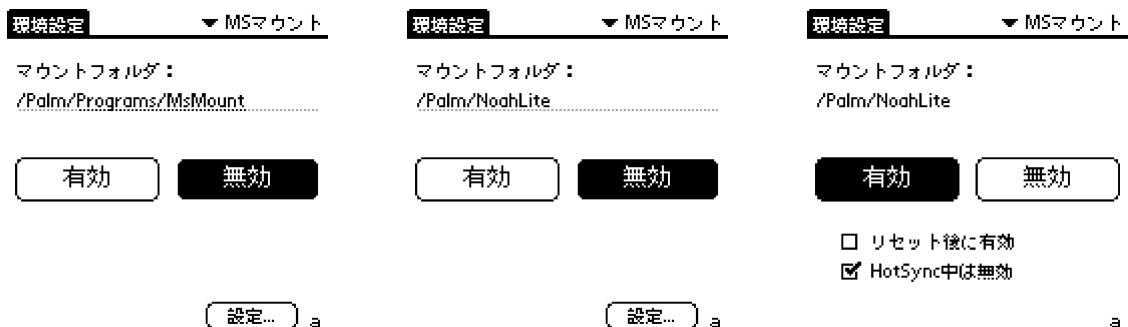 環境設定 ▼ MSマウント
マウントフォルダ：
/Palm/Programs/MsMount
有効 無効
設定... a
環境設定 ▼ MSマウント
マウントフォルダ：
/Palm/NoahLite
有効 無効
設定... a
環境設定 ▼ MSマウント
マウントフォルダ：
/Palm/NoahLite
有効 無効
リセット後に有効
HotSync中は無効
a